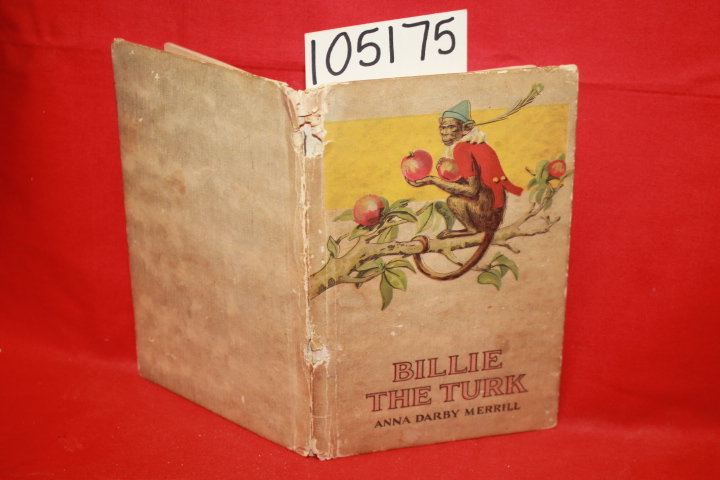 105175
BILLIE
THE TURK
ANNA DARBY MERRILL